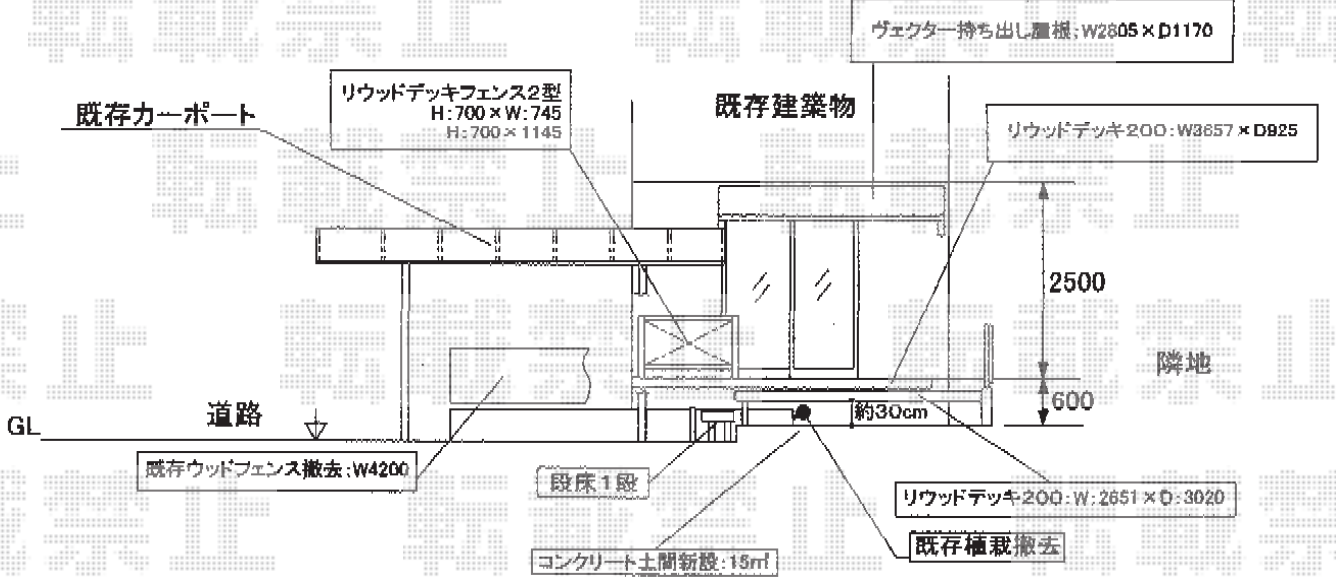 ヴェクター持ち出し屋根:W2805×D1170
リウッドデッキフェンス2型
H:700×W:745
H:700×1145
既存カーポート
既存建築物
リウッドデッキ200:W3657×D925
2500
隣地
600
約30cm
道路
GL
既存ウッドフェンス撤去:W4200
段床1段
リウッドデッキ200:W:2651×D:3020
既存植栽撤去
コンクリート土間新設:15㎡
転載禁止